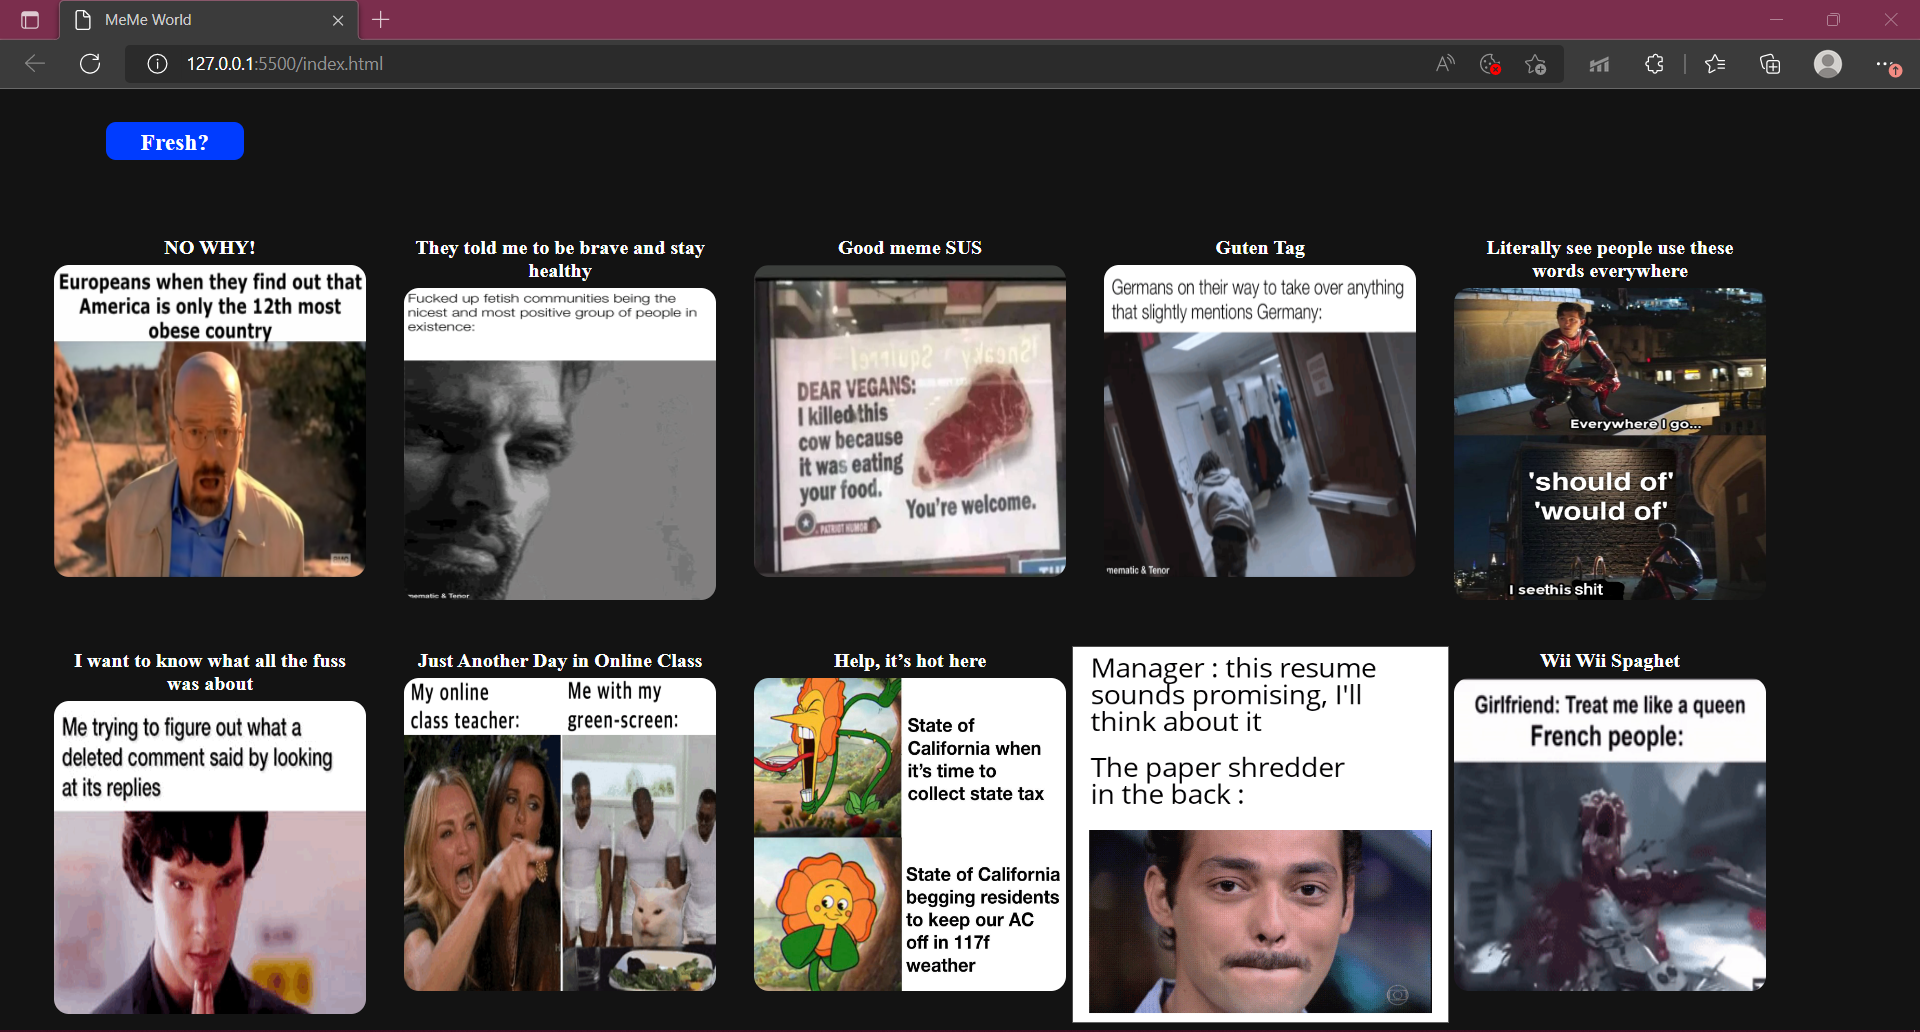 MeMe World
127.0.0.1:5500/index.html
Fresh?
NO WHY!
Europeans when they find out that
America is only the 12th most
obese country
They told me to be brave and stay
healthy
Fucked up fetish communities being the
nicest and most positive group of people in
existence:
mematic & Tenor
Good meme SUS
Sneaky Squirrel
DEAR VEGANS:
I killed this
cow because
it was eating
your food.
You're welcome.
PATRIOT HUMOR
Guten Tag
Germans on their way to take over anything
that slightly mentions Germany:
mematic & Tenor
Literally see people use these
words everywhere
Everywhere I go...
'should of'
'would of'
I seethis shit
I want to know what all the fuss
was about
Me trying to figure out what a
deleted comment said by looking
at its replies
Just Another Day in Online Class
My online
class teacher:
Me with my
green-screen:
Help, it’s hot here
State of
California when
it's time to
collect state tax
State of California
begging residents
to keep our AC
off in 117f
weather
Manager : this resume
sounds promising, I'll
think about it
The paper shredder
in the back :
Wii Wii Spaghet
Girlfriend: Treat me like a queen
French people: